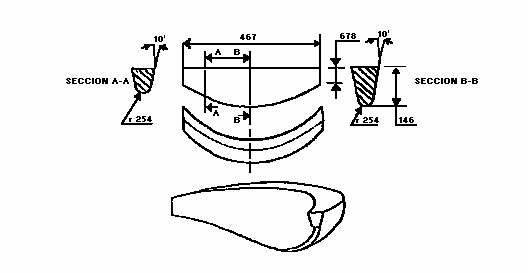 10'
467
678
10'
A B
SECCION A-A
SECCION B-B
A
B
r 254
r 254
146